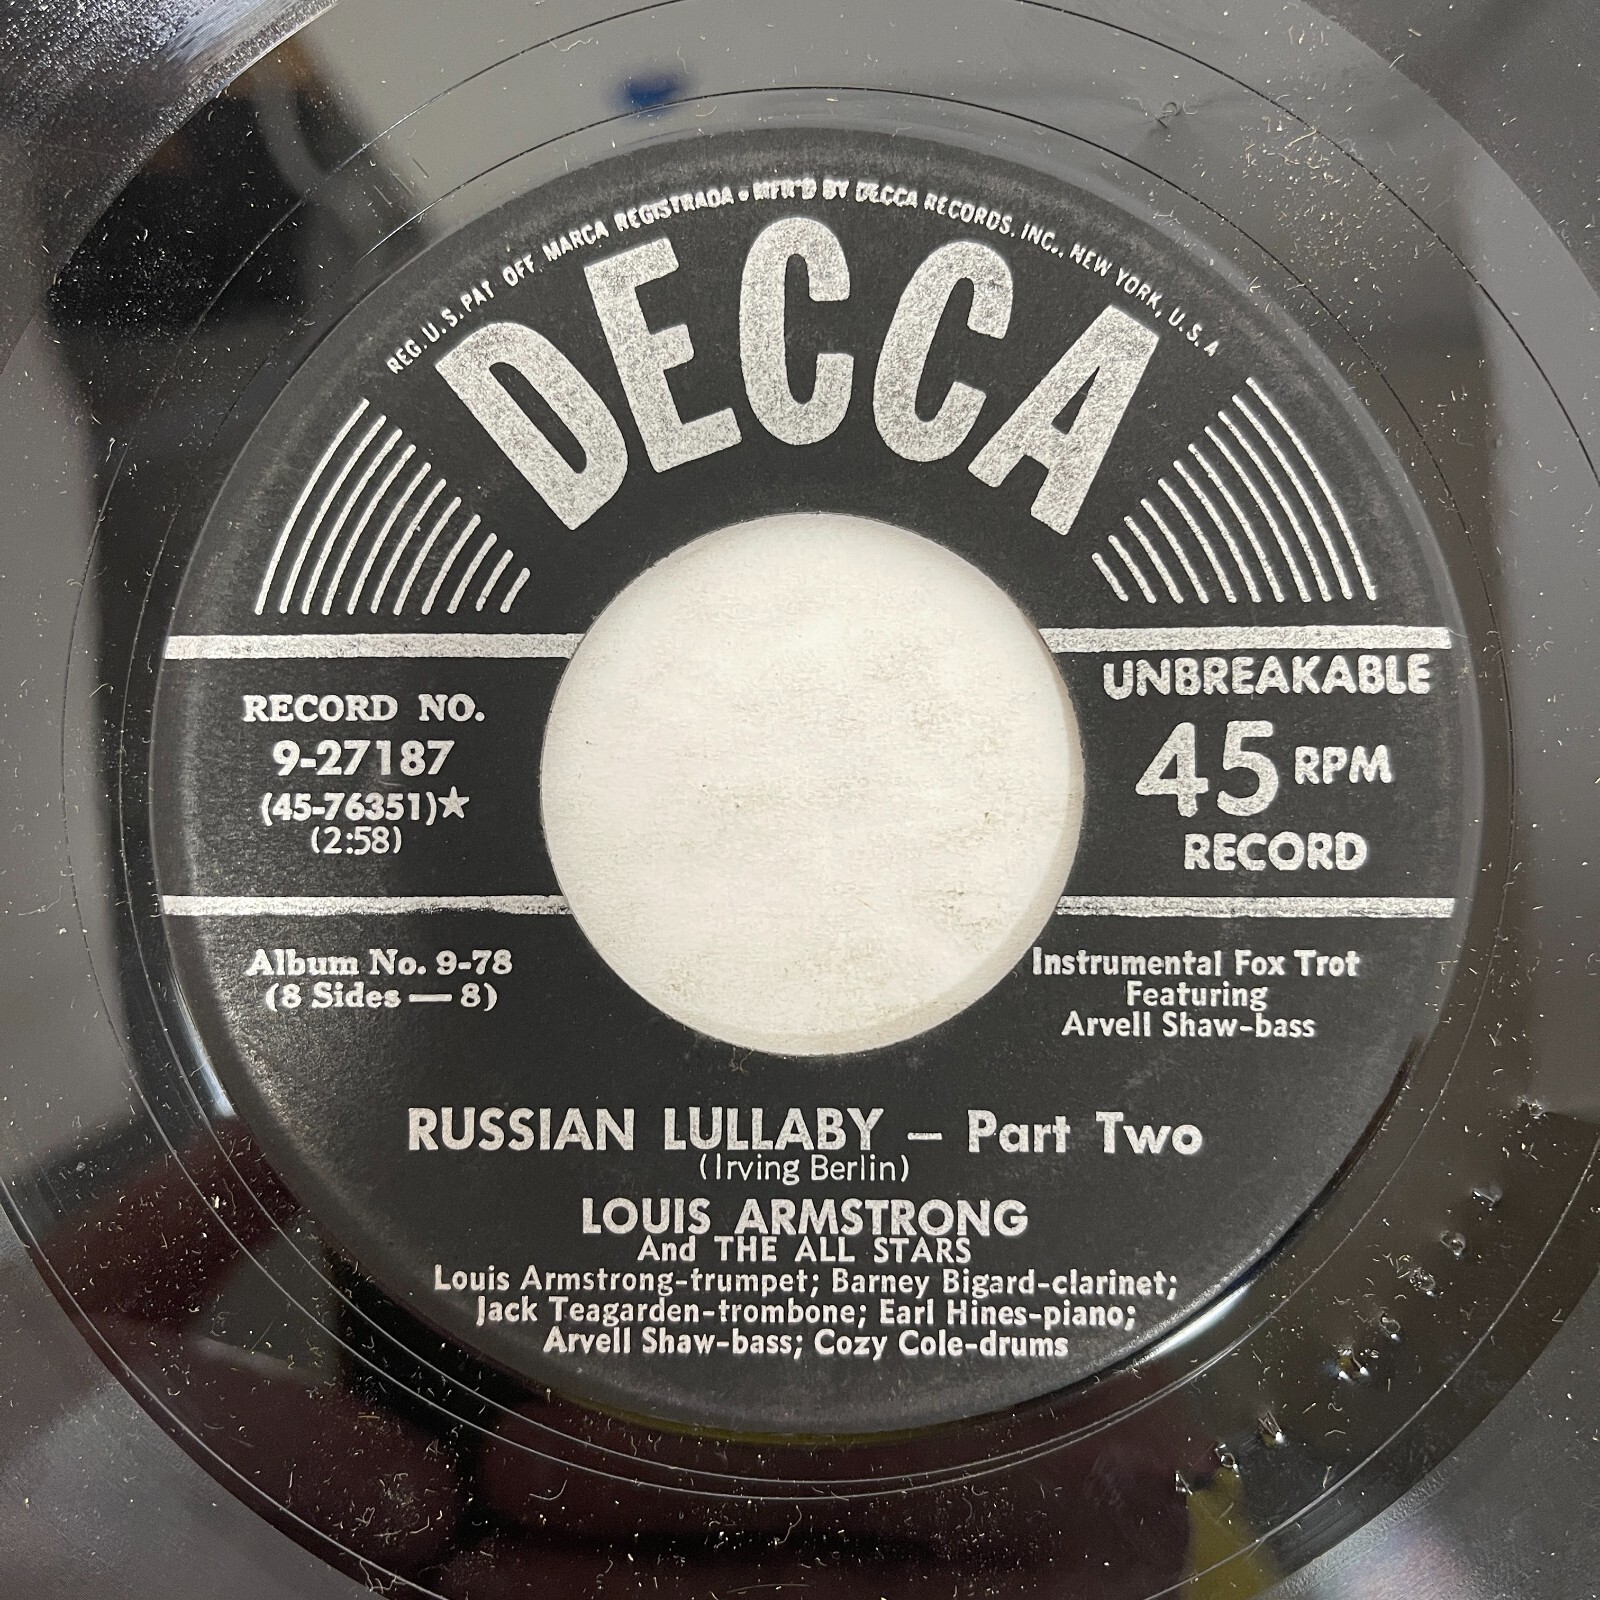 REG. U.S. PAT OFF. MARCA REGISTRADA • MFR'D BY DECCA RECORDS, INC., NEW YORK, U.S.A
DECCA
RECORD NO.
9-27187
(45-76351)★
(2:58)
UNBREAKABLE
45 RPM
RECORD
Album No. 9-78
(8 Sides — 8)
Instrumental Fox Trot
Featuring
Arvell Shaw-bass
RUSSIAN LULLABY — Part Two
(Irving Berlin)
LOUIS ARMSTRONG
And THE ALL STARS
Louis Armstrong-trumpet; Barney Bigard-clarinet;
Jack Teagarden-trombone; Earl Hines-piano;
Arvell Shaw-bass; Cozy Cole-drums